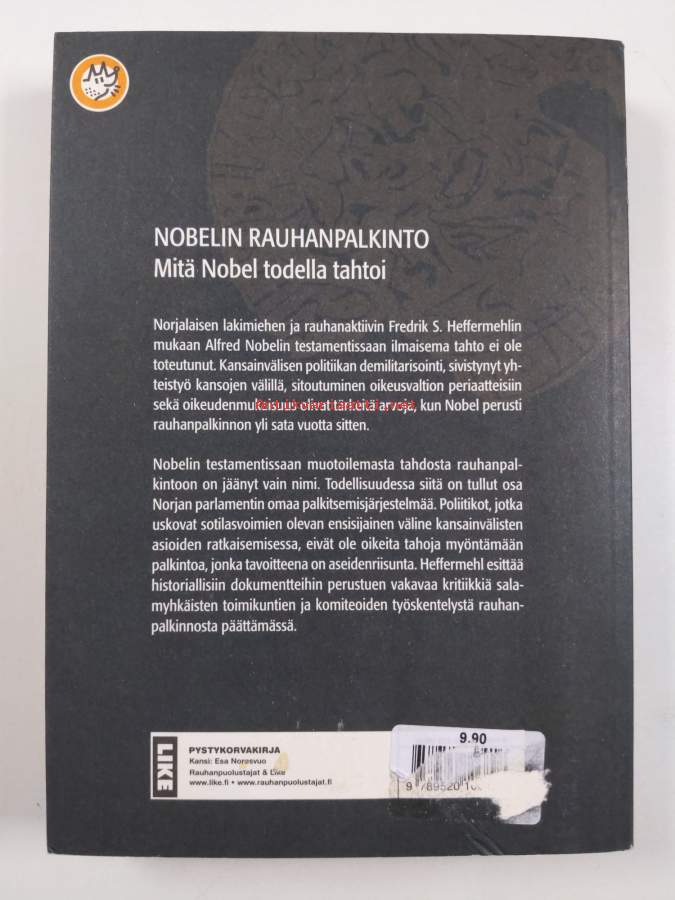 NOBELIN RAUHANPALKINTO
Mitä Nobel todella tahtoi
Norjalaisen lakimiehen ja rauhanaktiivin Fredrik S. Heffermehlin
mukaan Alfred Nobelin testamentissaan ilmaisema tahto ei ole
toteutunut. Kansainvälisen politiikan demilitarisointi, sivistynyt yh-
teistyö kansojen välillä, sitoutuminen oikeusvaltion periaatteisiin
sekä oikeudenmukaisuus olivat tärkeitä arvoja, kun Nobel perusti
rauhanpalkinnon yli sata vuotta sitten.
Nobelin testamentissaan muotoilemasta tahdosta rauhanpal-
kintoon on jäänyt vain nimi. Todellisuudessa siitä on tullut osa
Norjan parlamentin omaa palkitsemisjärjestelmää. Poliitikot, jotka
uskovat sotilasvoimien olevan ensisijainen väline kansainvälisten
asioiden ratkaisemisessa, eivät ole oikeita tahoja myöntämään
palkintoa, jonka tavoitteena on aseidenriisunta. Heffermehl esittää
historiallisiin dokumentteihin perustuen vakavaa kritiikkiä sala-
myhkäisten toimikuntien ja komiteoiden työskentelystä rauhan-
palkinnosta päättämässä.
LIKE
PYSTYKORVAKIRJA
Kansi: Esa Noresvuo
Rauhanpuolustajat & Like
www.like.fi • www.rauhanpuolustajat.fi
9.90
9 789520 10